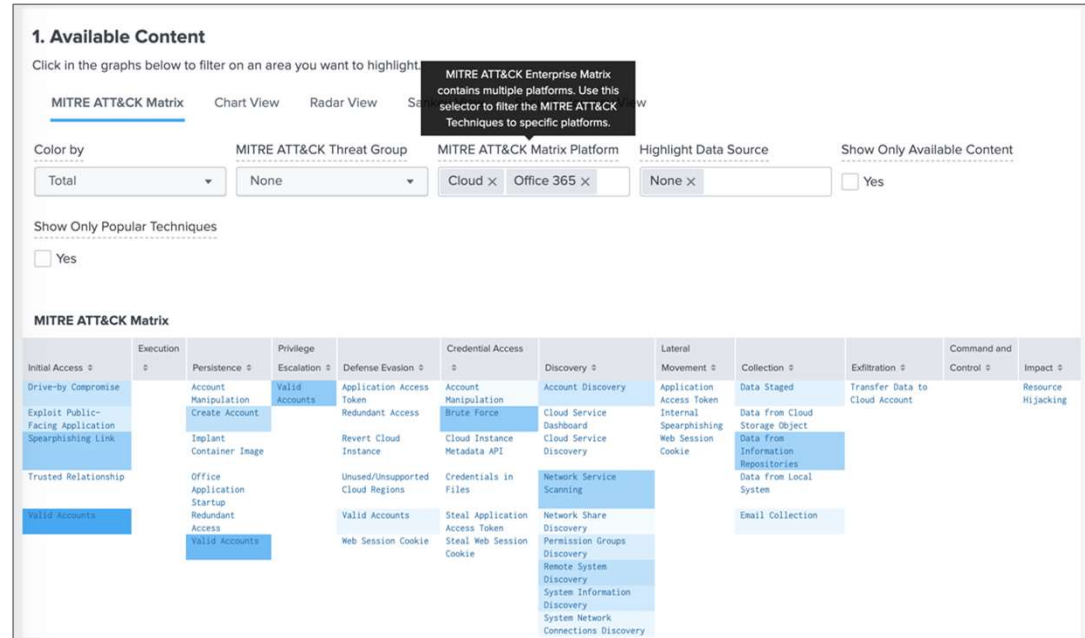 1. Available Content
Click in the graphs below to filter on an area you want to highlight.
MITRE ATT&CK Enterprise Matrix
contains multiple platforms. Use this
selector to filter the MITRE ATT&CK
Techniques to specific platforms.
MITRE ATT&CK Matrix Chart View Radar View
Color by MITRE ATT&CK Threat Group MITRE ATT&CK Matrix Platform Highlight Data Source Show Only Available Content
Total None Cloud × Office 365 × None × Yes
Show Only Popular Techniques
Yes
MITRE ATT&CK Matrix
Initial Access
Execution
Persistence
Privilege
Escalation
Defense Evasion
Credential Access
Discovery
Lateral
Movement
Collection
Exfiltration
Command and
Control
Impact
Drive-by Compromise
Exploit Public-
Facing Application
Spearphishing Link
Trusted Relationship
Valid Accounts
Account
Manipulation
Create Account
Implant
Container Image
Office
Application
Startup
Redundant
Access
Valid Accounts
Valid
Accounts
Application Access
Token
Redundant Access
Revert Cloud
Instance
Unused/Unsupported
Cloud Regions
Valid Accounts
Web Session Cookie
Account
Manipulation
Brute Force
Cloud Instance
Metadata API
Credentials in
Files
Steal Application
Access Token
Steal Web Session
Cookie
Account Discovery
Cloud Service
Dashboard
Cloud Service
Discovery
Network Service
Scanning
Network Share
Discovery
Permission Groups
Discovery
Remote System
Discovery
System Information
Discovery
System Network
Connections Discovery
Application
Access Token
Internal
Spearphishing
Web Session
Cookie
Data Staged
Data from Cloud
Storage Object
Data from
Information
Repositories
Data from Local
System
Email Collection
Transfer Data to
Cloud Account
Resource
Hijacking